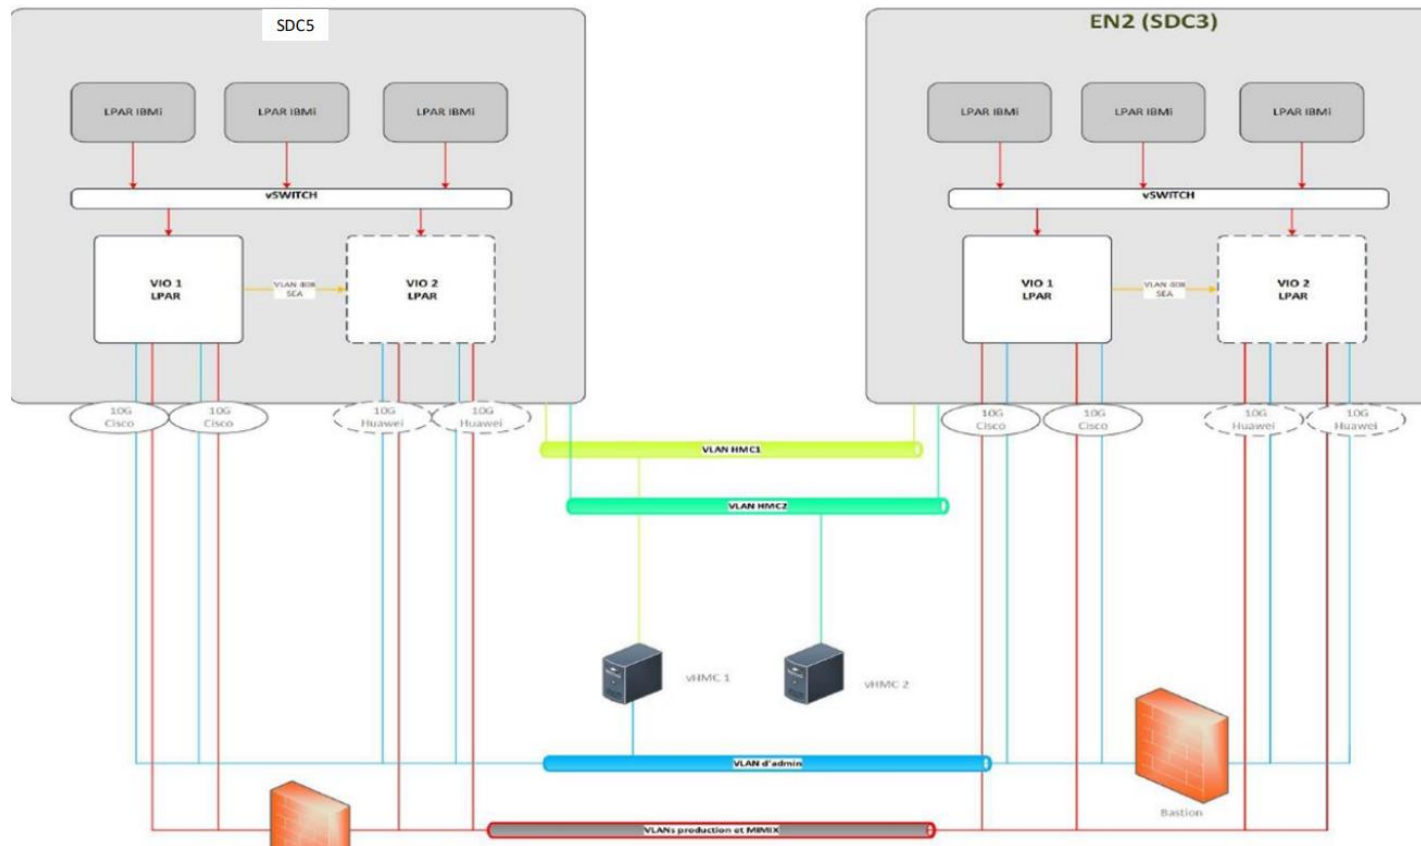 SDC5
EN2 (SDC3)
LPAR IBMi
LPAR IBMi
LPAR IBMi
LPAR IBMi
LPAR IBMi
LPAR IBMi
vSWITCH
vSWITCH
VIO 1
LPAR
VLAN
SEA
VIO 2
LPAR
VIO 1
LPAR
VLAN
SEA
VIO 2
LPAR
10G
Cisco
10G
Cisco
10G
Huawei
10G
Huawei
10G
Cisco
10G
Cisco
10G
Huawei
10G
Huawei
VLAN HMC1
VLAN HMC2
vHMC 1
vHMC 2
VLAN d'admin
Bastion
VLANs production et MIMIX